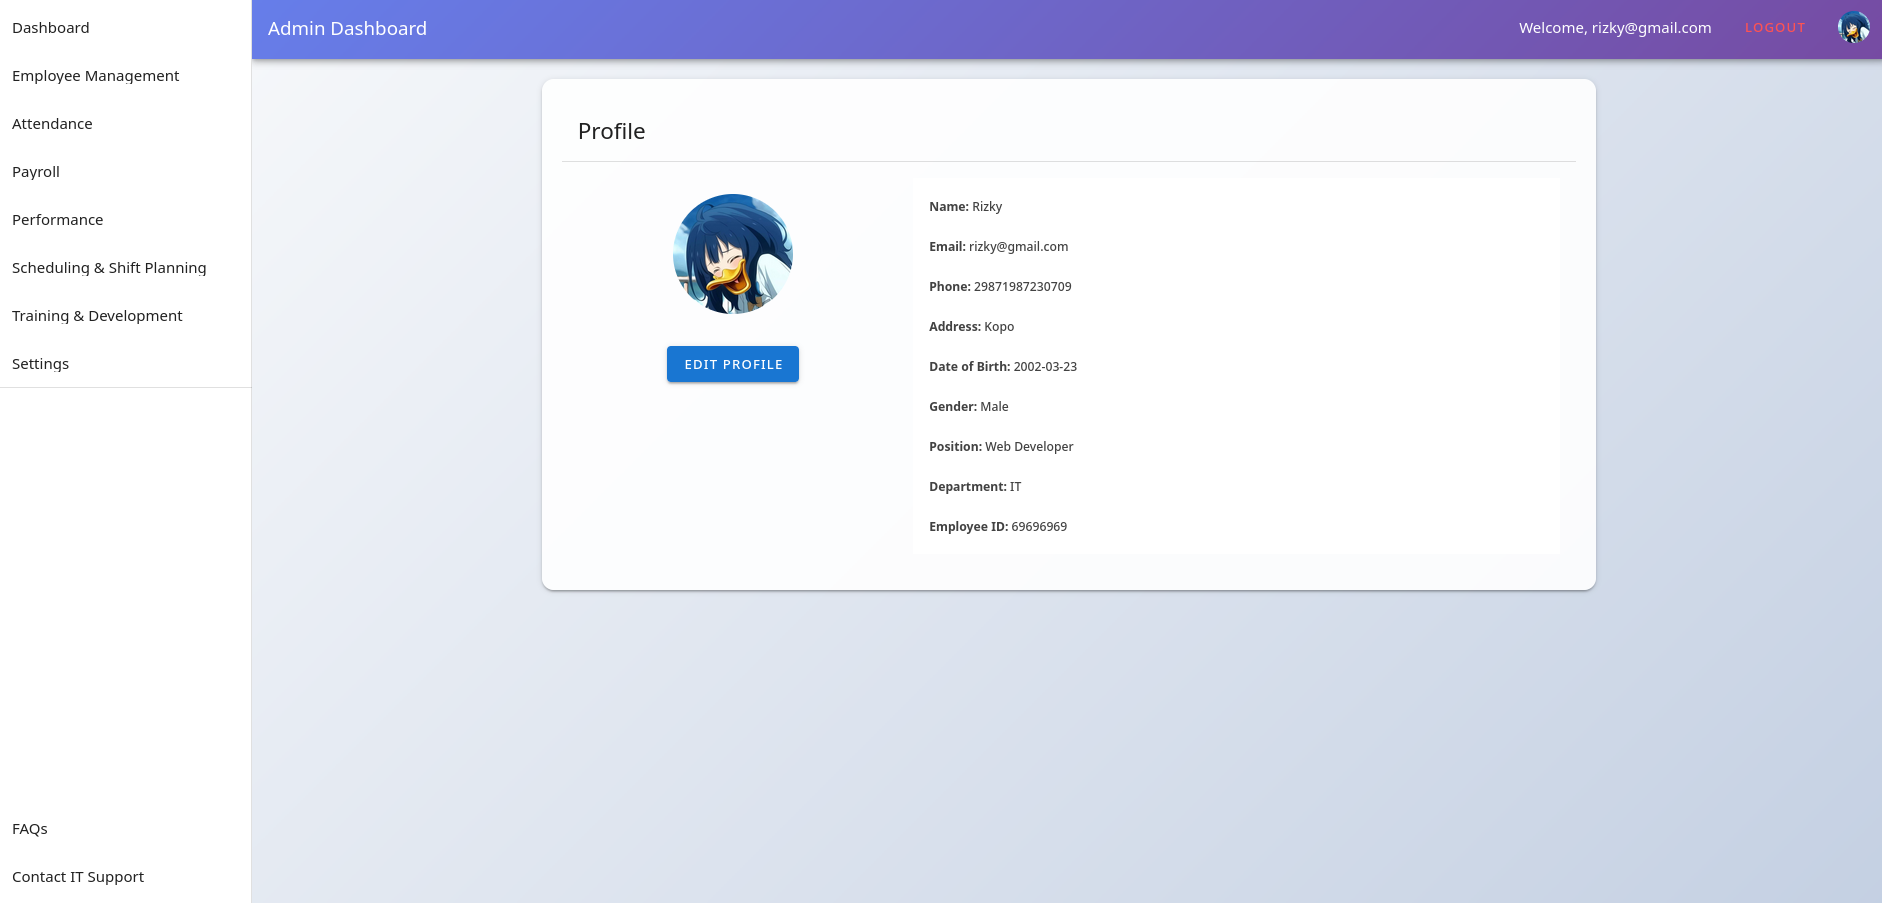 Dashboard
Employee Management
Attendance
Payroll
Performance
Scheduling & Shift Planning
Training & Development
Settings
FAQs
Contact IT Support
Admin Dashboard
Welcome, rizky@gmail.com
LOGOUT
Profile
EDIT PROFILE
Name: Rizky
Email: rizky@gmail.com
Phone: 29871987230709
Address: Kopo
Date of Birth: 2002-03-23
Gender: Male
Position: Web Developer
Department: IT
Employee ID: 69696969